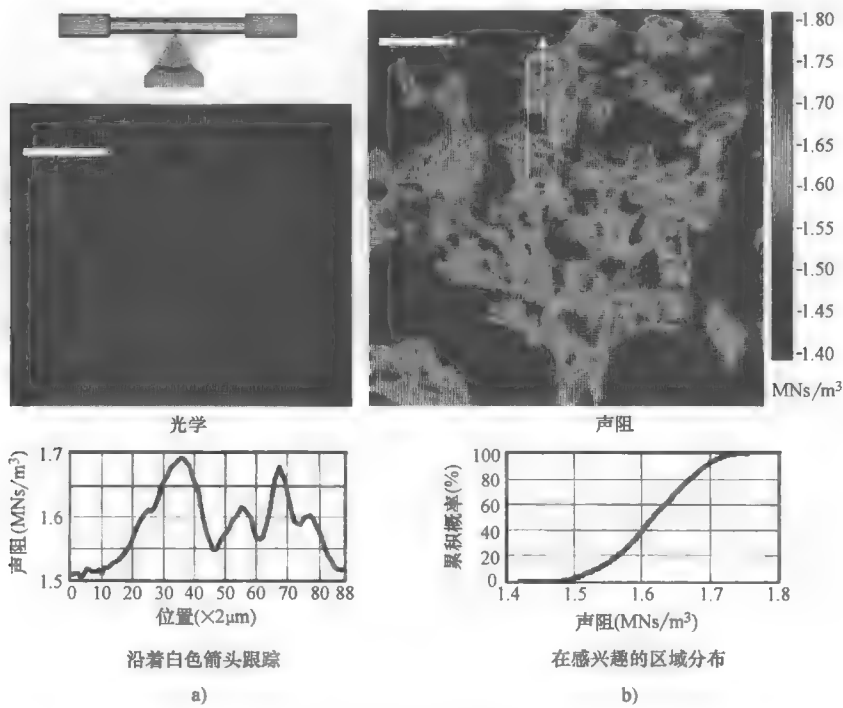 -1.80
-1.75
-1.70
-1.60
-1.50
-1.45
-1.40
MNs/m³
光学
声阻
声阻(MNs/m³)
1.7
1.6
1.5
0 10 20 30 40 50 60 70 80 88
位置(×2μm)
沿着白色箭头跟踪
a)
累积概率(%)
100
80
60
40
20
0
1.4 1.5 1.6 1.7 1.8
声阻(MNs/m³)
在感兴趣的区域分布
b)